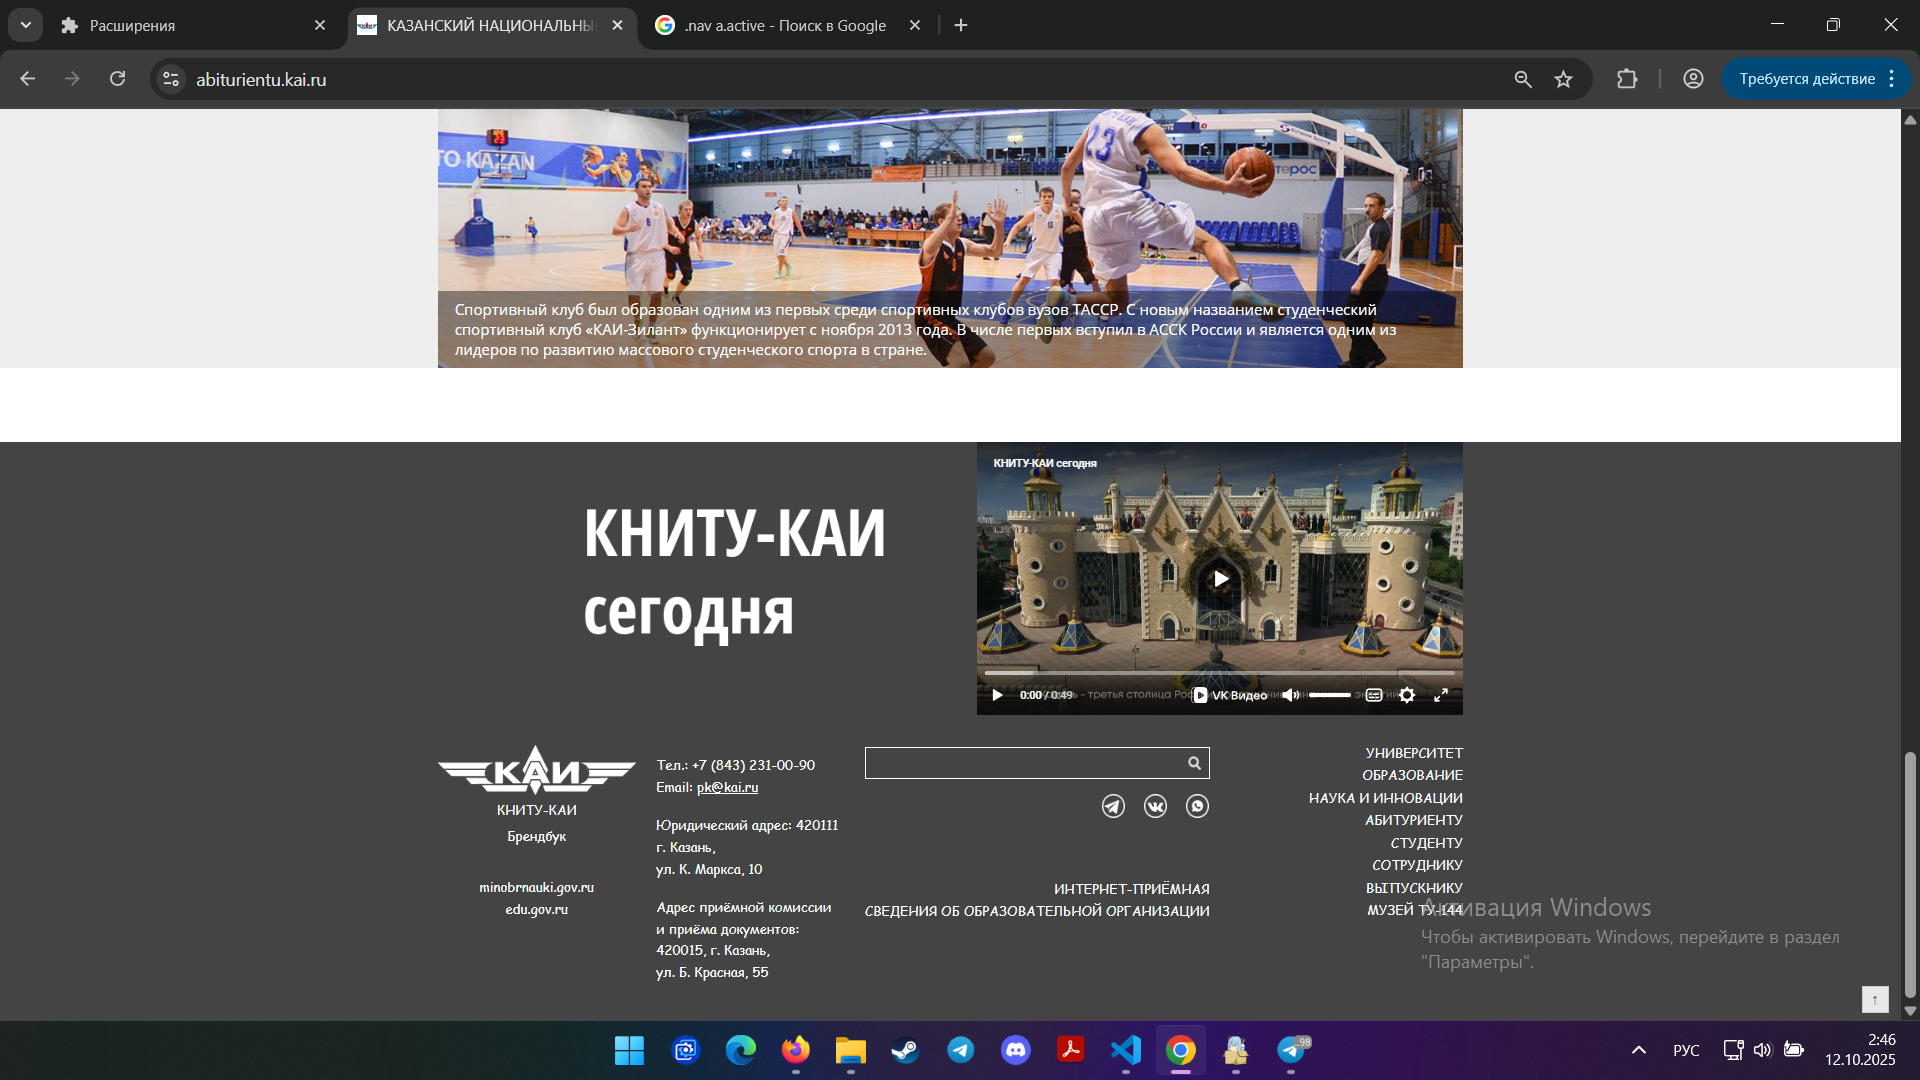 Расширения
КАЗАНСКИЙ НАЦИОНАЛЬНЫ
.nav a.active - Поиск в Google
abiturientu.kai.ru
Требуется действие
TO KAZAN
23
Спортивный клуб был образован одним из первых среди спортивных клубов вузов ТАССР. С новым названием студенческий
спортивный клуб «КАИ-Зилант» функционирует с ноября 2013 года. В числе первых вступил в АССК России и является одним из
лидеров по развитию массового студенческого спорта в стране.
КНИТУ-КАИ сегодня
КНИТУ-КАИ
сегодня
0:00 / 0:49
- третья столица
VK Видео
КАИ
КНИТУ-КАИ
Брендбук
minobrnauki.gov.ru
edu.gov.ru
Тел.: +7 (843) 231-00-90
Email: pk@kai.ru
Юридический адрес: 420111
г. Казань,
ул. К. Маркса, 10
Адрес приёмной комиссии
и приёма документов:
420015, г. Казань,
ул. Б. Красная, 55
ИНТЕРНЕТ-ПРИЁМНАЯ
СВЕДЕНИЯ ОБ ОБРАЗОВАТЕЛЬНОЙ ОРГАНИЗАЦИИ
УНИВЕРСИТЕТ
ОБРАЗОВАНИЕ
НАУКА И ИННОВАЦИИ
АБИТУРИЕНТУ
СТУДЕНТУ
СОТРУДНИКУ
ВЫПУСКНИКУ
МУЗЕЙ ТУ-144
Активация Windows
Чтобы активировать Windows, перейдите в раздел
"Параметры".
↑
98
РУС
2:46
12.10.2025